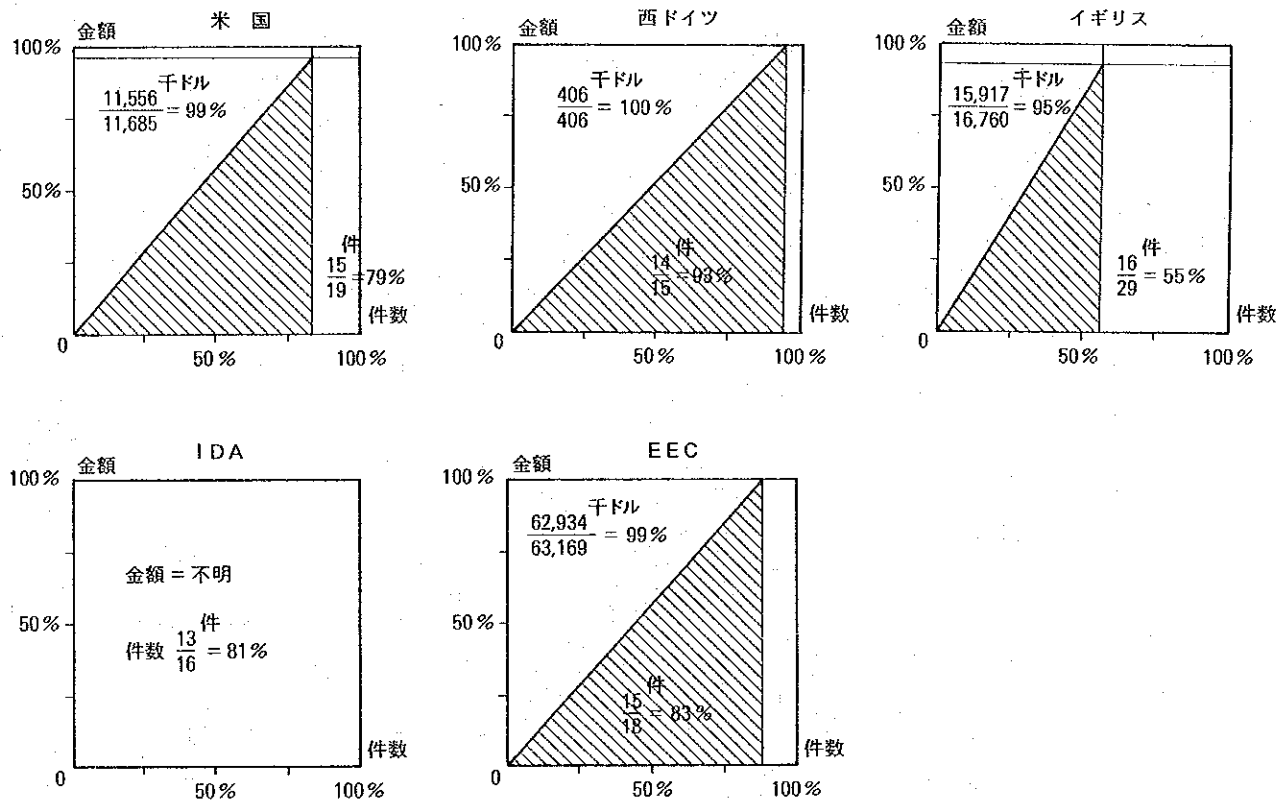 米 国
金額
100%
千ドル
11,556/11,685 = 99%
50%
件
15/19 = 79%
件数
0
50%
100%
西ドイツ
金額
100%
千ドル
406/406 = 100%
50%
件
14/15 = 93%
件数
0
50%
100%
イギリス
金額
100%
千ドル
15,917/16,760 = 95%
50%
件
16/29 = 55%
件数
0
50%
100%
IDA
金額
100%
金額 = 不明
50%
件
件数 13/16 = 81%
件数
0
50%
100%
EEC
金額
100%
千ドル
62,934/63,169 = 99%
50%
件
15/18 = 83%
件数
0
50%
100%